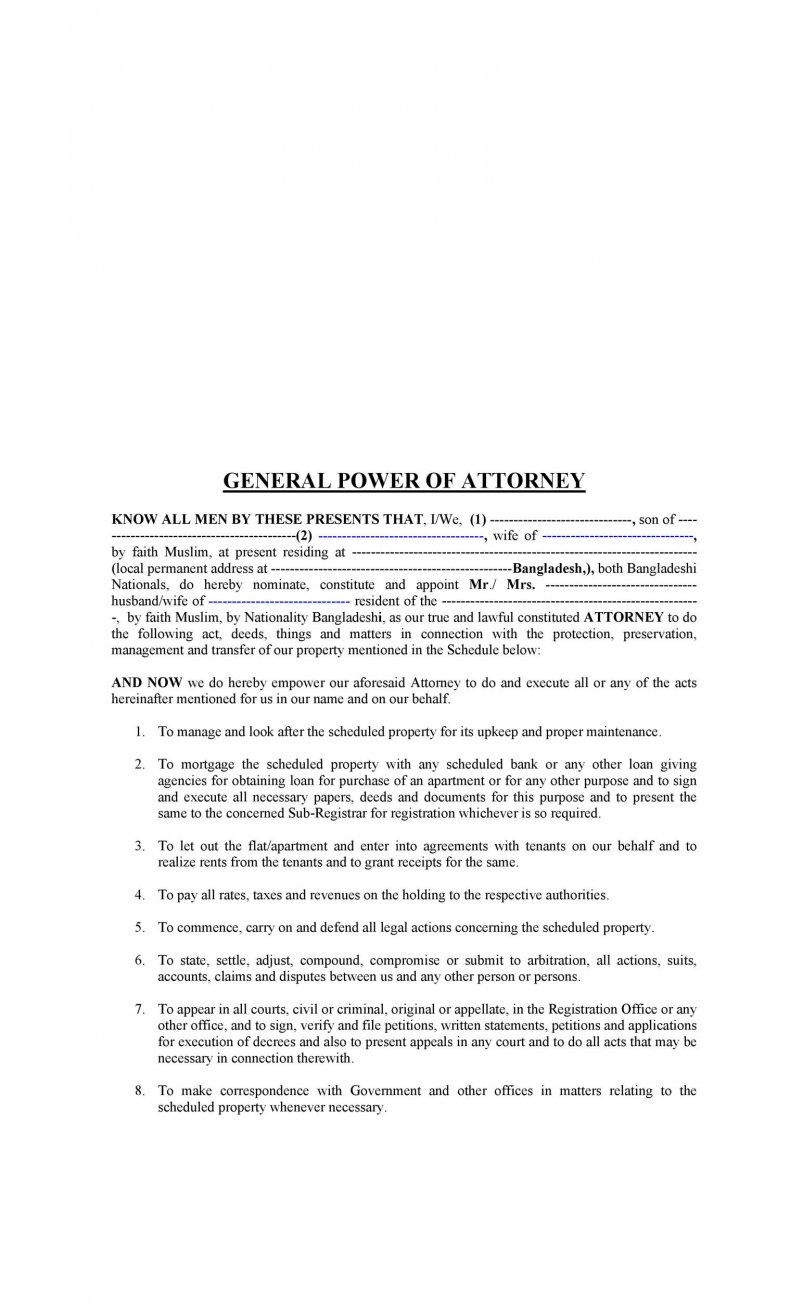 GENERAL POWER OF ATTORNEY
KNOW ALL MEN BY THESE PRESENTS THAT, I/We, (1) ------------------------------, son of ----
---------------------------------------(2) -----------------------------------, wife of --------------------------------,
by faith Muslim, at present residing at -------------------------------------------------------------------------
(local permanent address at ---------------------------------------------------Bangladesh,), both Bangladeshi
Nationals, do hereby nominate, constitute and appoint Mr./ Mrs. --------------------------------
husband/wife of ------------------------------ resident of the ------------------------------------------------------
-, by faith Muslim, by Nationality Bangladeshi, as our true and lawful constituted ATTORNEY to do
the following act, deeds, things and matters in connection with the protection, preservation,
management and transfer of our property mentioned in the Schedule below:
AND NOW we do hereby empower our aforesaid Attorney to do and execute all or any of the acts
hereinafter mentioned for us in our name and on our behalf.
1. To manage and look after the scheduled property for its upkeep and proper maintenance.
2. To mortgage the scheduled property with any scheduled bank or any other loan giving
agencies for obtaining loan for purchase of an apartment or for any other purpose and to sign
and execute all necessary papers, deeds and documents for this purpose and to present the
same to the concerned Sub-Registrar for registration whichever is so required.
3. To let out the flat/apartment and enter into agreements with tenants on our behalf and to
realize rents from the tenants and to grant receipts for the same.
4. To pay all rates, taxes and revenues on the holding to the respective authorities.
5. To commence, carry on and defend all legal actions concerning the scheduled property.
6. To state, settle, adjust, compound, compromise or submit to arbitration, all actions, suits,
accounts, claims and disputes between us and any other person or persons.
7. To appear in all courts, civil or criminal, original or appellate, in the Registration Office or any
other office, and to sign, verify and file petitions, written statements, petitions and applications
for execution of decrees and also to present appeals in any court and to do all acts that may be
necessary in connection therewith.
8. To make correspondence with Government and other offices in matters relating to the
scheduled property whenever necessary.